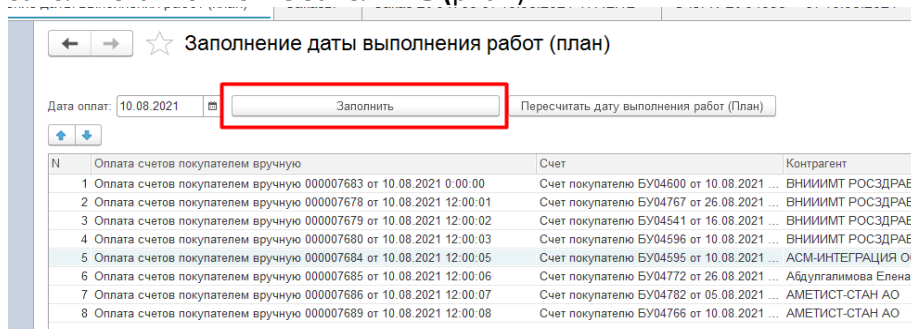 Заполнение даты выполнения работ (план)
Дата оплат: 10.08.2021 Заполнить Пересчитать дату выполнения работ (План)
N Оплата счетов покупателем вручную Счет Контрагент
1 Оплата счетов покупателем вручную 000007683 от 10.08.2021 0:00:00 Счет покупателю БУ04600 от 10.08.2021 ... ВНИИИМТ РОСЗДРАВ
2 Оплата счетов покупателем вручную 000007678 от 10.08.2021 12:00:01 Счет покупателю БУ04767 от 26.08.2021 ... ВНИИИМТ РОСЗДРАВ
3 Оплата счетов покупателем вручную 000007679 от 10.08.2021 12:00:02 Счет покупателю БУ04541 от 16.08.2021 ... ВНИИИМТ РОСЗДРАВ
4 Оплата счетов покупателем вручную 000007680 от 10.08.2021 12:00:03 Счет покупателю БУ04596 от 10.08.2021 ... ВНИИИМТ РОСЗДРАВ
5 Оплата счетов покупателем вручную 000007684 от 10.08.2021 12:00:05 Счет покупателю БУ04595 от 10.08.2021 ... АСМ-ИНТЕГРАЦИЯ ОО
6 Оплата счетов покупателем вручную 000007685 от 10.08.2021 12:00:06 Счет покупателю БУ04772 от 26.08.2021 ... Абдулгалимова Елена
7 Оплата счетов покупателем вручную 000007686 от 10.08.2021 12:00:07 Счет покупателю БУ04782 от 05.08.2021 ... АМЕТИСТ-СТАН АО
8 Оплата счетов покупателем вручную 000007689 от 10.08.2021 12:00:08 Счет покупателю БУ04766 от 10.08.2021 ... АМЕТИСТ-СТАН АО